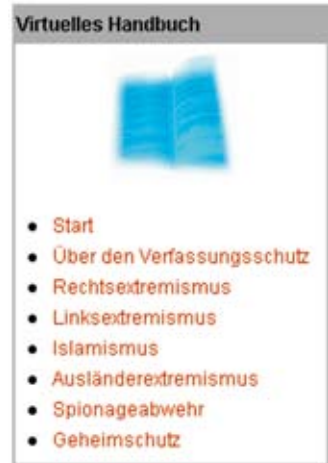 Virtuelles Handbuch
Start
Über den Verfassungsschutz
Rechtsextremismus
Linksextremismus
Islamismus
Ausländerextremismus
Spionageabwehr
Geheimschutz